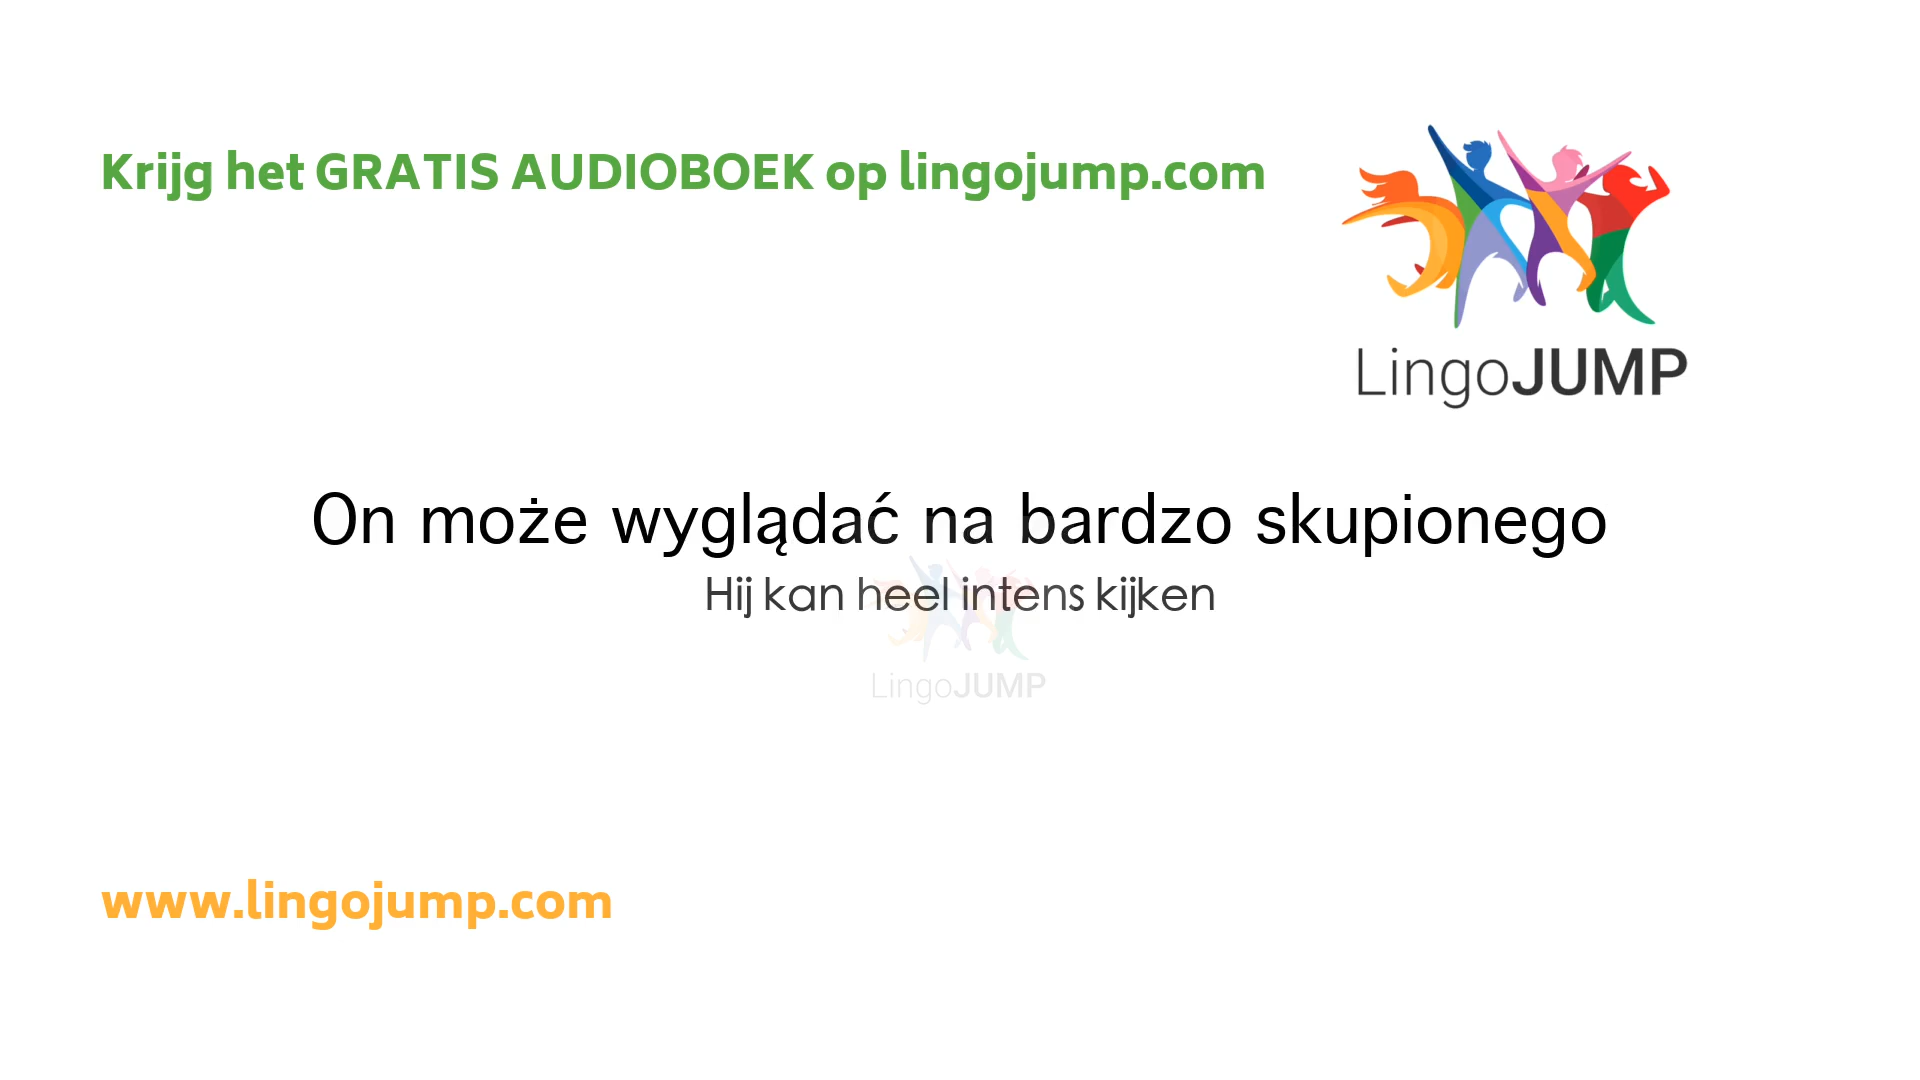 Krijg het GRATIS AUDIOBOEK op lingojump.com
LingoJUMP
On może wyglądać na bardzo skupionego
Hij kan heel intens kijken
LingoJUMP
www.lingojump.com